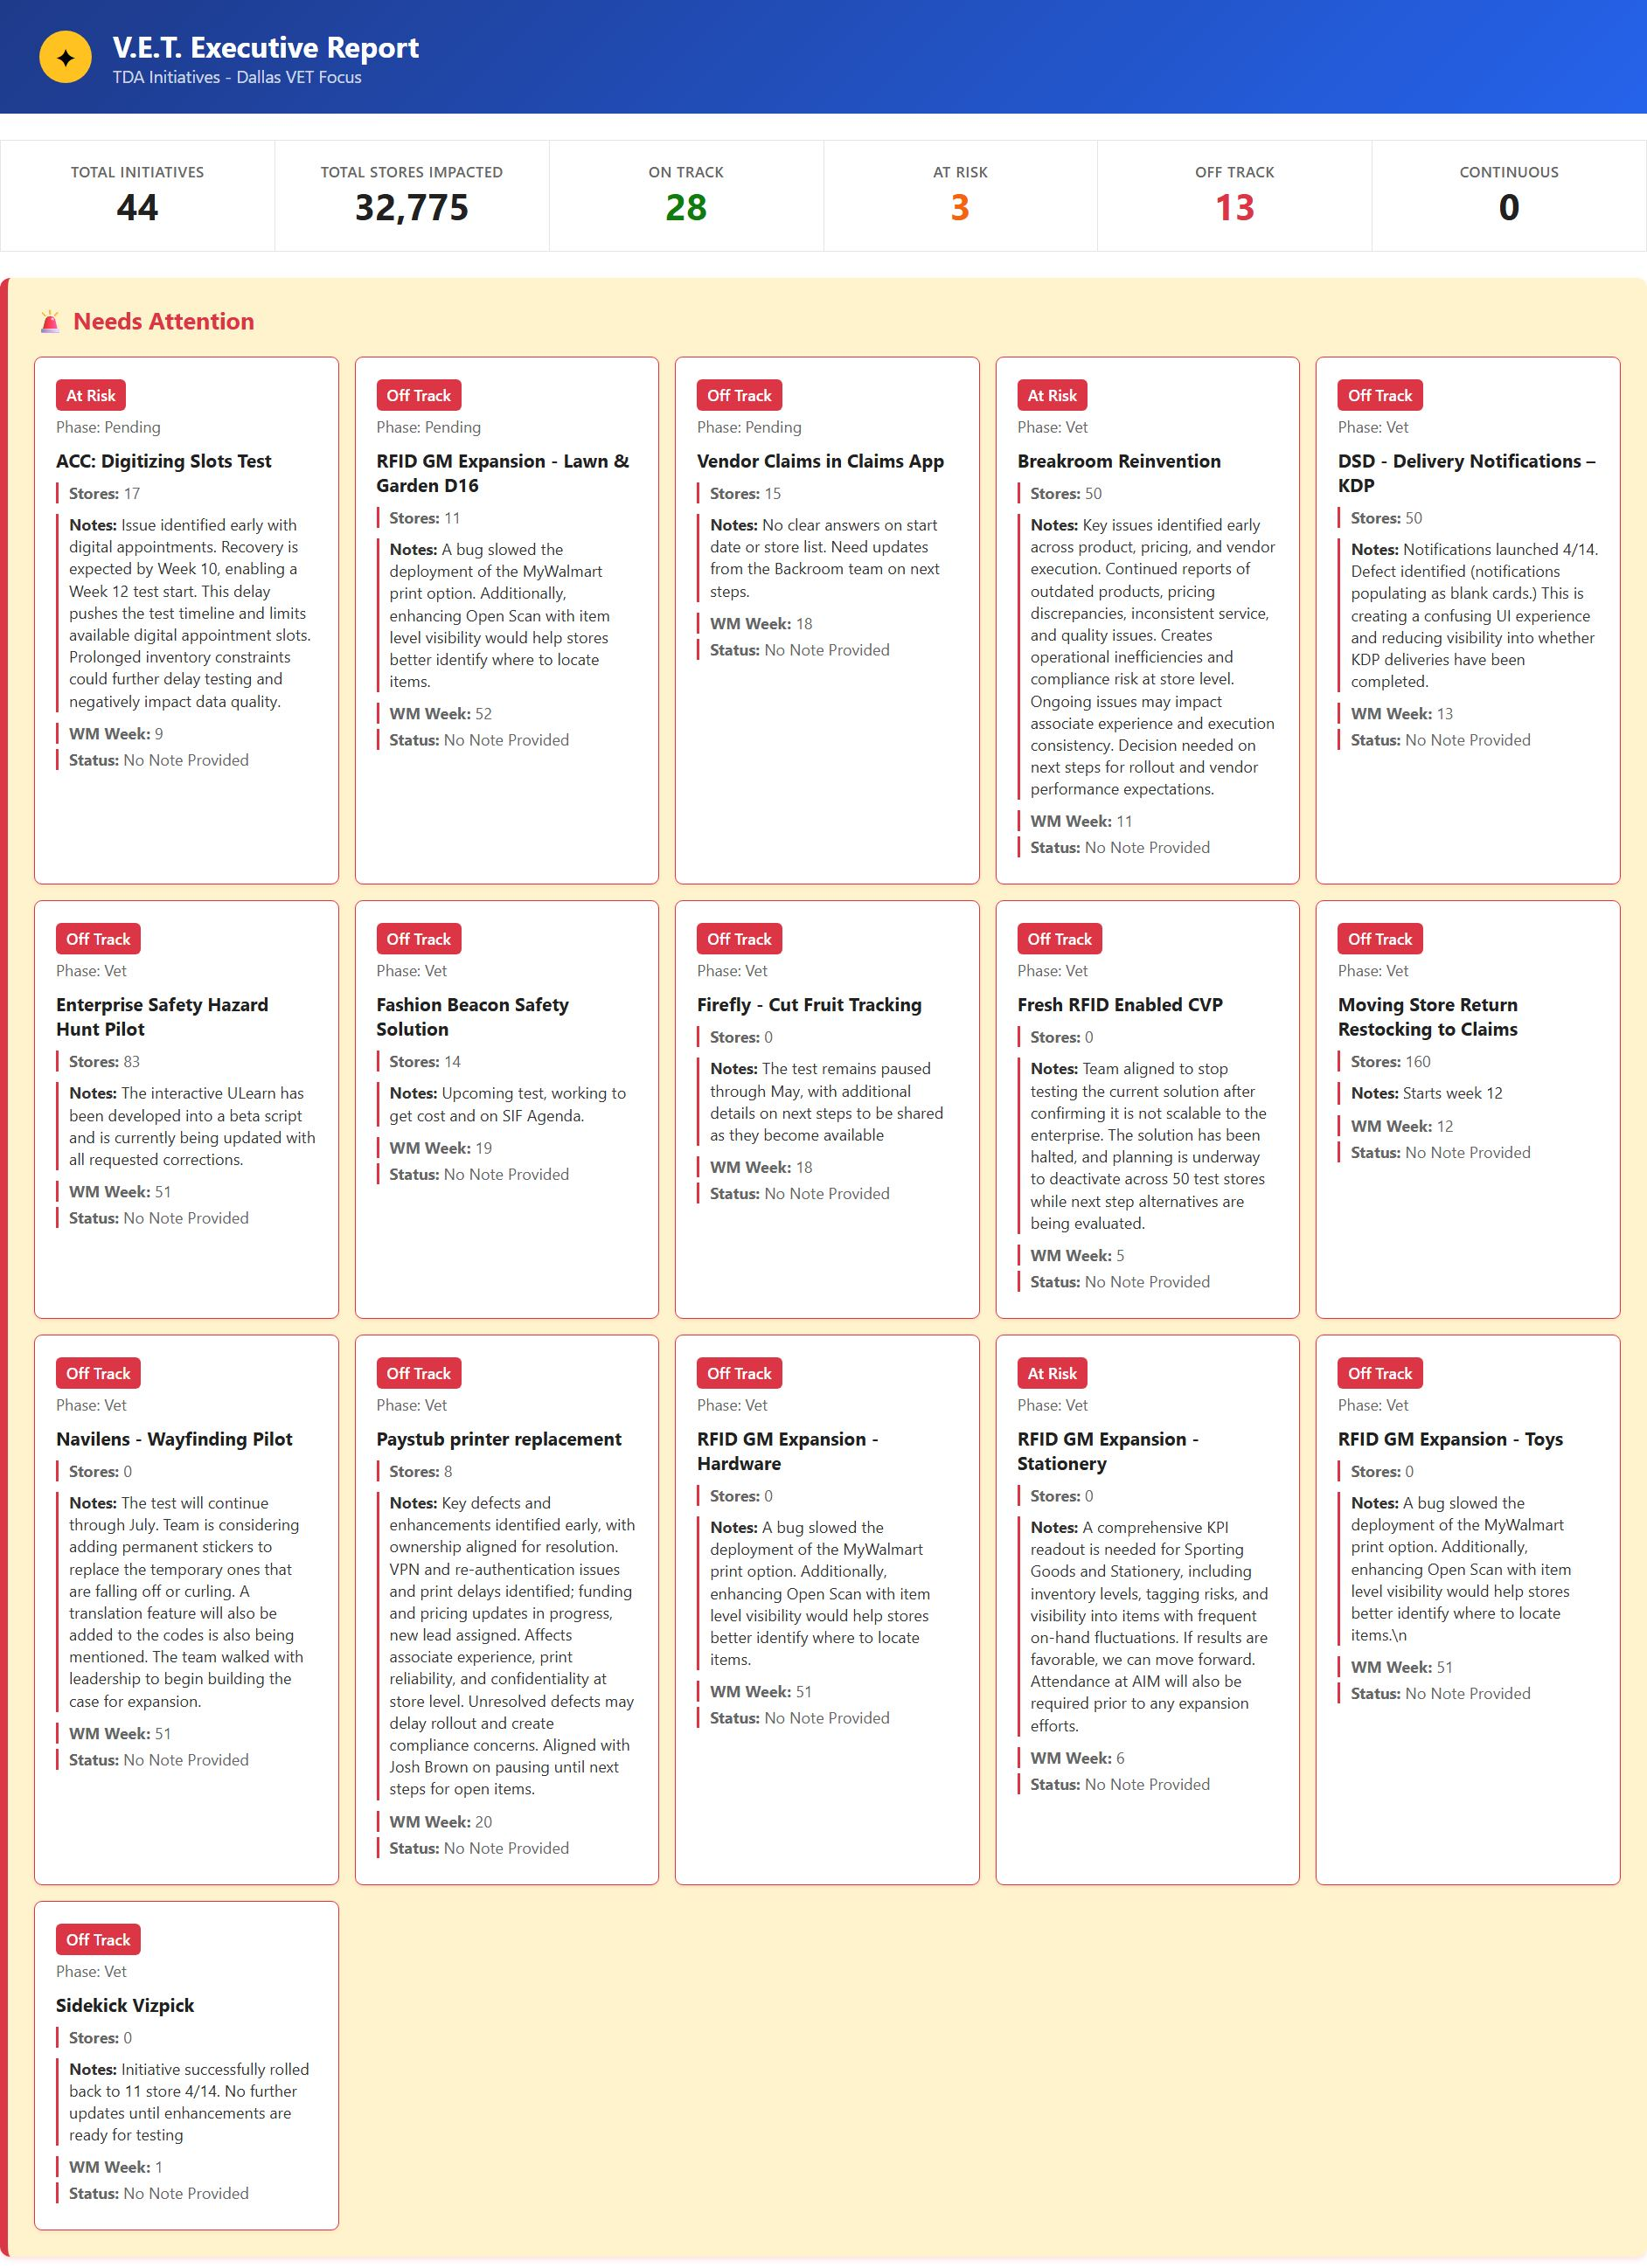 V.E.T. Executive Report
TDA Initiatives - Dallas VET Focus
TOTAL INITIATIVES
44
TOTAL STORES IMPACTED
32,775
ON TRACK
28
AT RISK
3
OFF TRACK
13
CONTINUOUS
0
Needs Attention
At Risk
Phase: Pending
ACC: Digitizing Slots Test
Stores: 17
Notes: Issue identified early with
digital appointments. Recovery is
expected by Week 10, enabling a
Week 12 test start. This delay
pushes the test timeline and limits
available digital appointment slots.
Prolonged inventory constraints
could further delay testing and
negatively impact data quality.
WM Week: 9
Status: No Note Provided
Off Track
Phase: Pending
RFID GM Expansion - Lawn &
Garden D16
Stores: 11
Notes: A bug slowed the
deployment of the MyWalmart
print option. Additionally,
enhancing Open Scan with item
level visibility would help stores
better identify where to locate
items.
WM Week: 52
Status: No Note Provided
Off Track
Phase: Pending
Vendor Claims in Claims App
Stores: 15
Notes: No clear answers on start
date or store list. Need updates
from the Backroom team on next
steps.
WM Week: 18
Status: No Note Provided
At Risk
Phase: Vet
Breakroom Reinvention
Stores: 50
Notes: Key issues identified early
across product, pricing, and vendor
execution. Continued reports of
outdated products, pricing
discrepancies, inconsistent service,
and quality issues. Creates
operational inefficiencies and
compliance risk at store level.
Ongoing issues may impact
associate experience and execution
consistency. Decision needed on
next steps for rollout and vendor
performance expectations.
WM Week: 11
Status: No Note Provided
Off Track
Phase: Vet
DSD - Delivery Notifications –
KDP
Stores: 50
Notes: Notifications launched 4/14.
Defect identified (notifications
populating as blank cards.) This is
creating a confusing UI experience
and reducing visibility into whether
KDP deliveries have been
completed.
WM Week: 13
Status: No Note Provided
Off Track
Phase: Vet
Enterprise Safety Hazard
Hunt Pilot
Stores: 83
Notes: The interactive ULearn has
been developed into a beta script
and is currently being updated with
all requested corrections.
WM Week: 51
Status: No Note Provided
Off Track
Phase: Vet
Fashion Beacon Safety
Solution
Stores: 14
Notes: Upcoming test, working to
get cost and on SIF Agenda.
WM Week: 19
Status: No Note Provided
Off Track
Phase: Vet
Firefly - Cut Fruit Tracking
Stores: 0
Notes: The test remains paused
through May, with additional
details on next steps to be shared
as they become available
WM Week: 18
Status: No Note Provided
Off Track
Phase: Vet
Fresh RFID Enabled CVP
Stores: 0
Notes: Team aligned to stop
testing the current solution after
confirming it is not scalable to the
enterprise. The solution has been
halted, and planning is underway
to deactivate across 50 test stores
while next step alternatives are
being evaluated.
WM Week: 5
Status: No Note Provided
Off Track
Phase: Vet
Moving Store Return
Restocking to Claims
Stores: 160
Notes: Starts week 12
WM Week: 12
Status: No Note Provided
Off Track
Phase: Vet
Navilens - Wayfinding Pilot
Stores: 0
Notes: The test will continue
through July. Team is considering
adding permanent stickers to
replace the temporary ones that
are falling off or curling. A
translation feature will also be
added to the codes is also being
mentioned. The team walked with
leadership to begin building the
case for expansion.
WM Week: 51
Status: No Note Provided
Off Track
Phase: Vet
Paystub printer replacement
Stores: 8
Notes: Key defects and
enhancements identified early, with
ownership aligned for resolution.
VPN and re-authentication issues
and print delays identified; funding
and pricing updates in progress,
new lead assigned. Affects
associate experience, print
reliability, and confidentiality at
store level. Unresolved defects may
delay rollout and create
compliance concerns. Aligned with
Josh Brown on pausing until next
steps for open items.
WM Week: 20
Status: No Note Provided
Off Track
Phase: Vet
RFID GM Expansion -
Hardware
Stores: 0
Notes: A bug slowed the
deployment of the MyWalmart
print option. Additionally,
enhancing Open Scan with item
level visibility would help stores
better identify where to locate
items.
WM Week: 51
Status: No Note Provided
At Risk
Phase: Vet
RFID GM Expansion -
Stationery
Stores: 0
Notes: A comprehensive KPI
readout is needed for Sporting
Goods and Stationery, including
inventory levels, tagging risks, and
visibility into items with frequent
on-hand fluctuations. If results are
favorable, we can move forward.
Attendance at AIM will also be
required prior to any expansion
efforts.
WM Week: 6
Status: No Note Provided
Off Track
Phase: Vet
RFID GM Expansion - Toys
Stores: 0
Notes: A bug slowed the
deployment of the MyWalmart
print option. Additionally,
enhancing Open Scan with item
level visibility would help stores
better identify where to locate
items.\n
WM Week: 51
Status: No Note Provided
Off Track
Phase: Vet
Sidekick Vizpick
Stores: 0
Notes: Initiative successfully rolled
back to 11 store 4/14. No further
updates until enhancements are
ready for testing
WM Week: 1
Status: No Note Provided